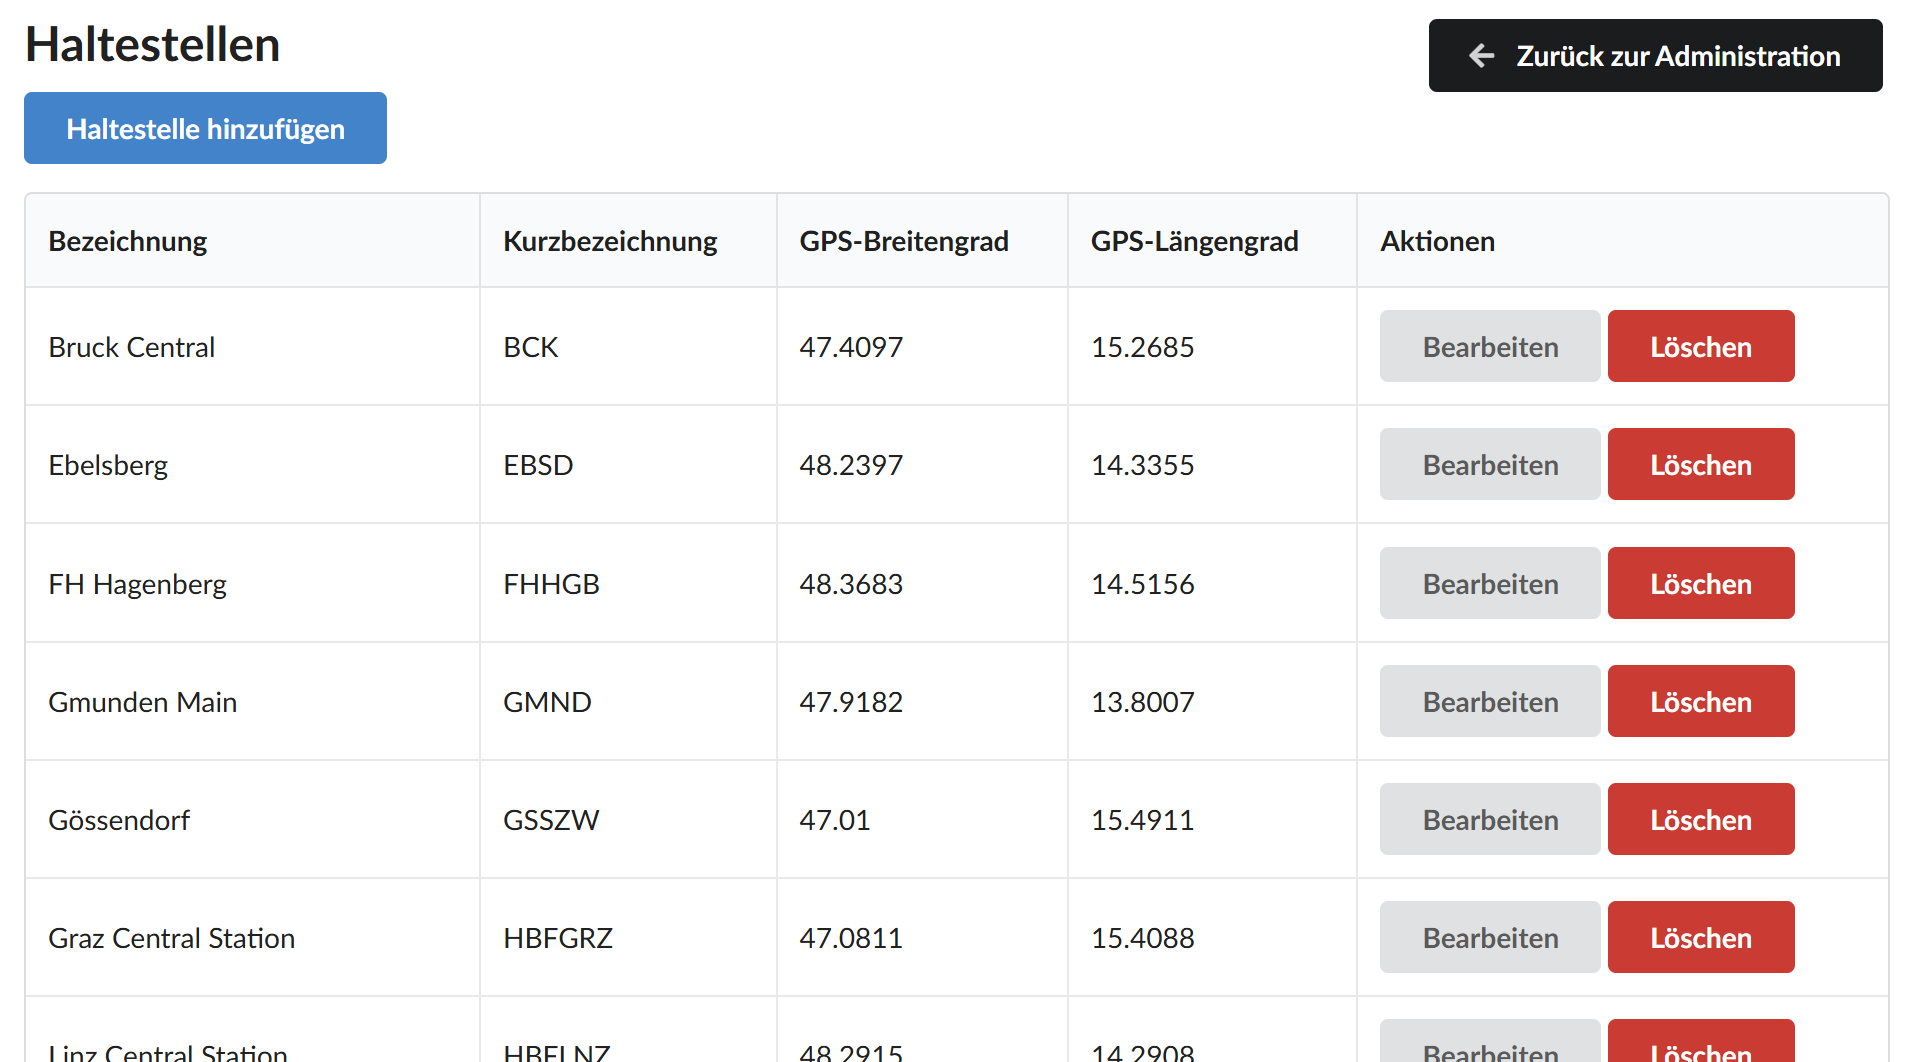 Haltestellen
Zurück zur Administration
Haltestelle hinzufügen
Bezeichnung Kurzbezeichnung GPS-Breitengrad GPS-Längengrad Aktionen
Bruck Central BCK 47.4097 15.2685 Bearbeiten Löschen
Ebelsberg EBSD 48.2397 14.3355 Bearbeiten Löschen
FH Hagenberg FHHGB 48.3683 14.5156 Bearbeiten Löschen
Gmunden Main GMND 47.9182 13.8007 Bearbeiten Löschen
Gössendorf GSSZW 47.01 15.4911 Bearbeiten Löschen
Graz Central Station HBFGRZ 47.0811 15.4088 Bearbeiten Löschen
Linz Central Station HBFLNZ 48.2915 14.2908 Bearbeiten Löschen